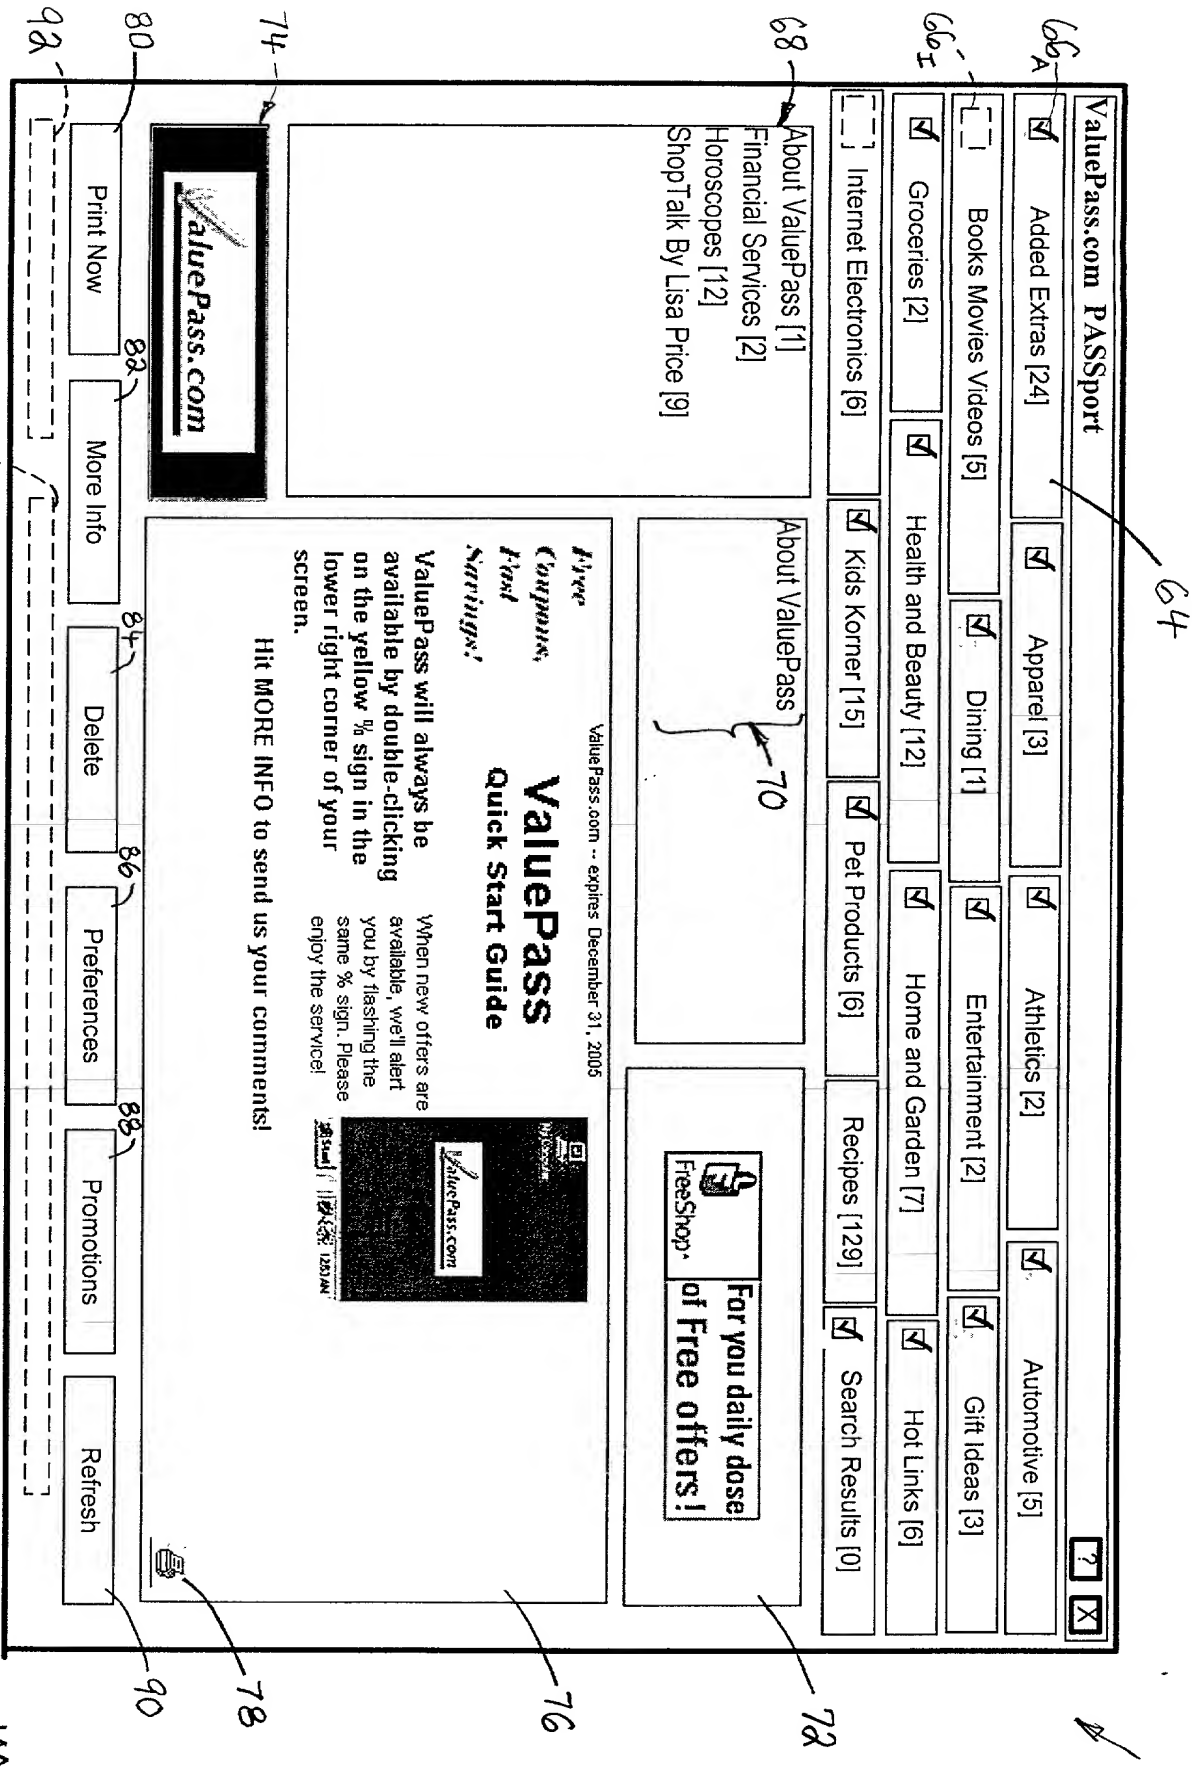 64
ValuePass.com PASSport
? X
66A
Added Extras [24]
Apparel [3]
Athletics [2]
Automotive [5]
66I
Books Movies Videos [5]
Dining [1]
Entertainment [2]
Gift Ideas [3]
Groceries [2]
Health and Beauty [12]
Home and Garden [7]
Hot Links [6]
Internet Electronics [6]
Kids Korner [15]
Pet Products [6]
Recipes [129]
Search Results [0]
68
About ValuePass [1]
Financial Services [2]
Horoscopes [12]
ShopTalk By Lisa Price [9]
About ValuePass
70
FreeShop
For you daily dose
of Free offers!
72
74
ValuePass.com
ValuePass.com -- expires December 31, 2005
Free
Coupons,
Fast
Savings!
ValuePass
Quick Start Guide
ValuePass will always be
available by double-clicking
on the yellow % sign in the
lower right corner of your
screen.
When new offers are
available, we'll alert
you by flashing the
same % sign. Please
enjoy the service!
ValuePass.com
Start
12:53 AM
Hit MORE INFO to send us your comments!
76
78
80
Print Now
82
More Info
84
Delete
86
Preferences
88
Promotions
Refresh
90
92